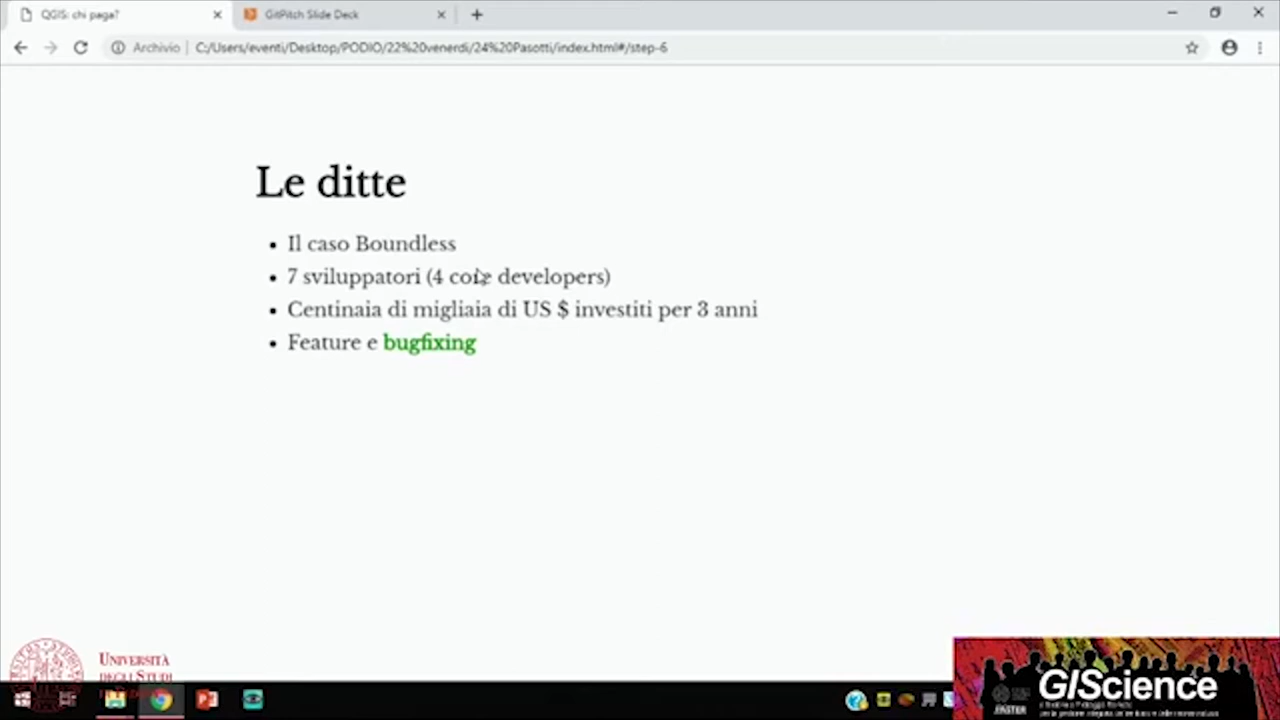 QGIS: chi paga?
GitPitch Slide Deck
Archivio
C:/Users/eventi/Desktop/PODIO/22%20venerdi/24%20Pasotti/index.html#/step-6
Le ditte
• Il caso Boundless
• 7 sviluppatori (4 core developers)
• Centinaia di migliaia di US $ investiti per 3 anni
• Feature e bugfixing
UNIVERSITÀ
DEGLI STUDI
GIScience